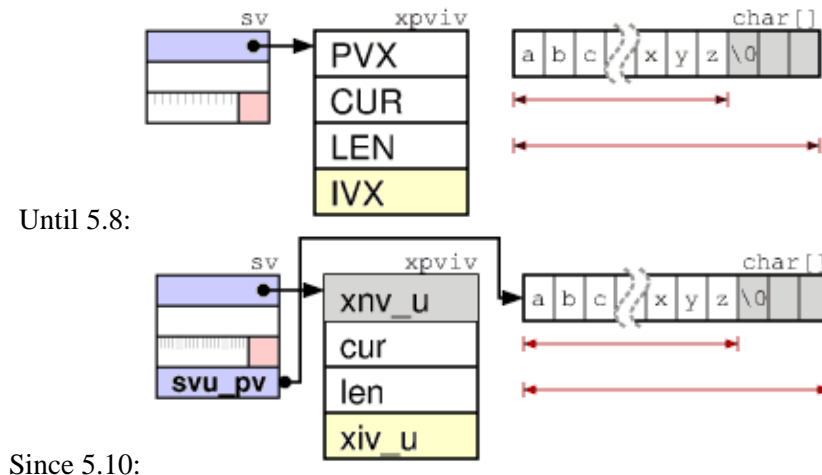 sv xpviv char[]
PVX a b c x y z \0
CUR
LEN
IVX
Until 5.8:
sv xpviv char[]
xnv_u a b c x y z \0
cur
svu_pv len
xiv_u
Since 5.10: